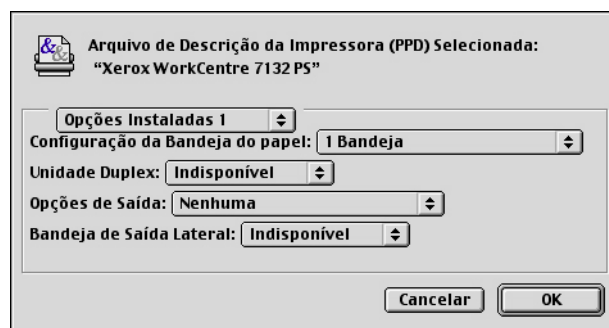 Arquivo de Descrição da Impressora (PPD) Selecionada:
“Xerox WorkCentre 7132 PS”
Opções Instaladas 1
Configuração da Bandeja do papel: 1 Bandeja
Unidade Duplex: Indisponível
Opções de Saída: Nenhuma
Bandeja de Saída Lateral: Indisponível
Cancelar OK